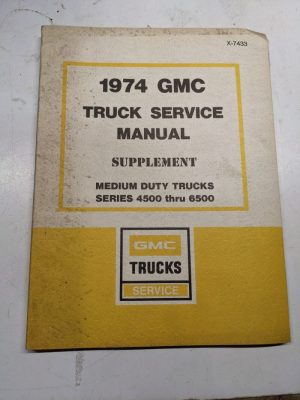 X-7433
1974 GMC
TRUCK SERVICE
MANUAL
SUPPLEMENT
MEDIUM DUTY TRUCKS
SERIES 4500 thru 6500
GMC
TRUCKS
SERVICE